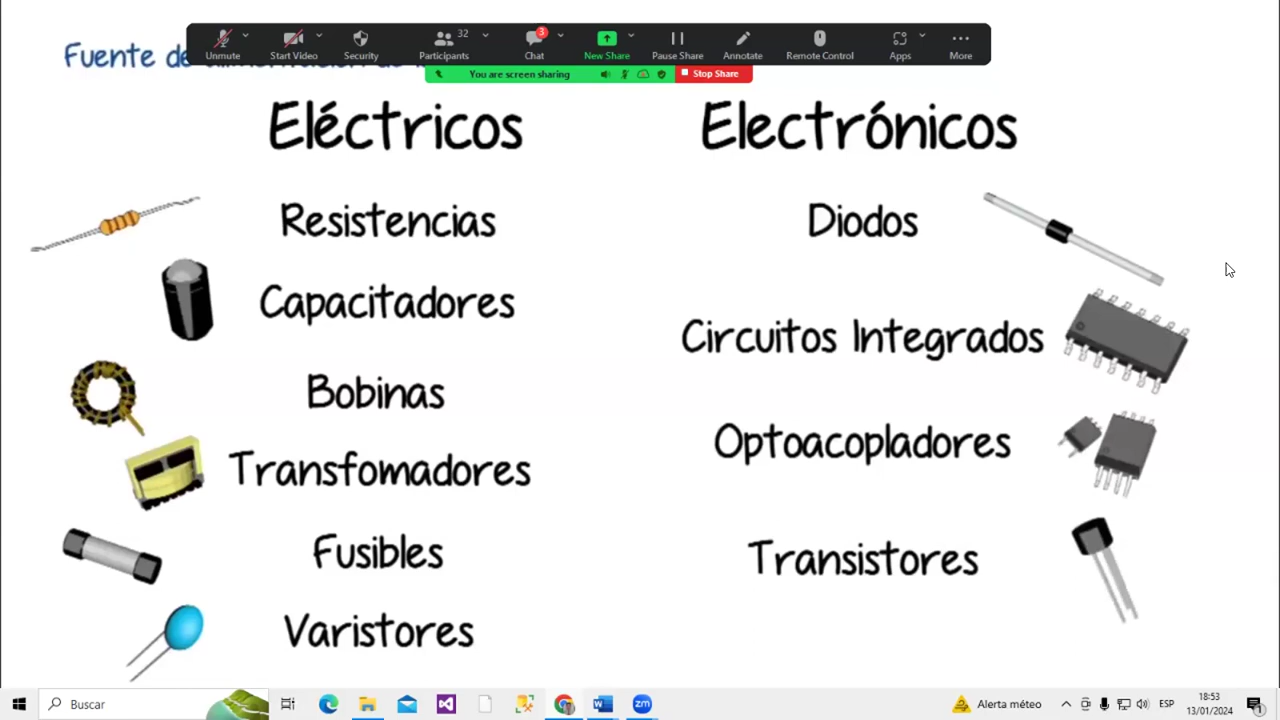 Fuente de
Unmute
Start Video
Security
32
Participants
3
Chat
New Share
Pause Share
Annotate
Remote Control
Apps
More
You are screen sharing
Stop Share
Eléctricos
Electrónicos
Resistencias
Diodos
Capacitadores
Circuitos Integrados
Bobinas
Optoacopladores
Transfomadores
Fusibles
Transistores
Varistores
Buscar
zm
Alerta méteo
ESP
18:53
13/01/2024
1